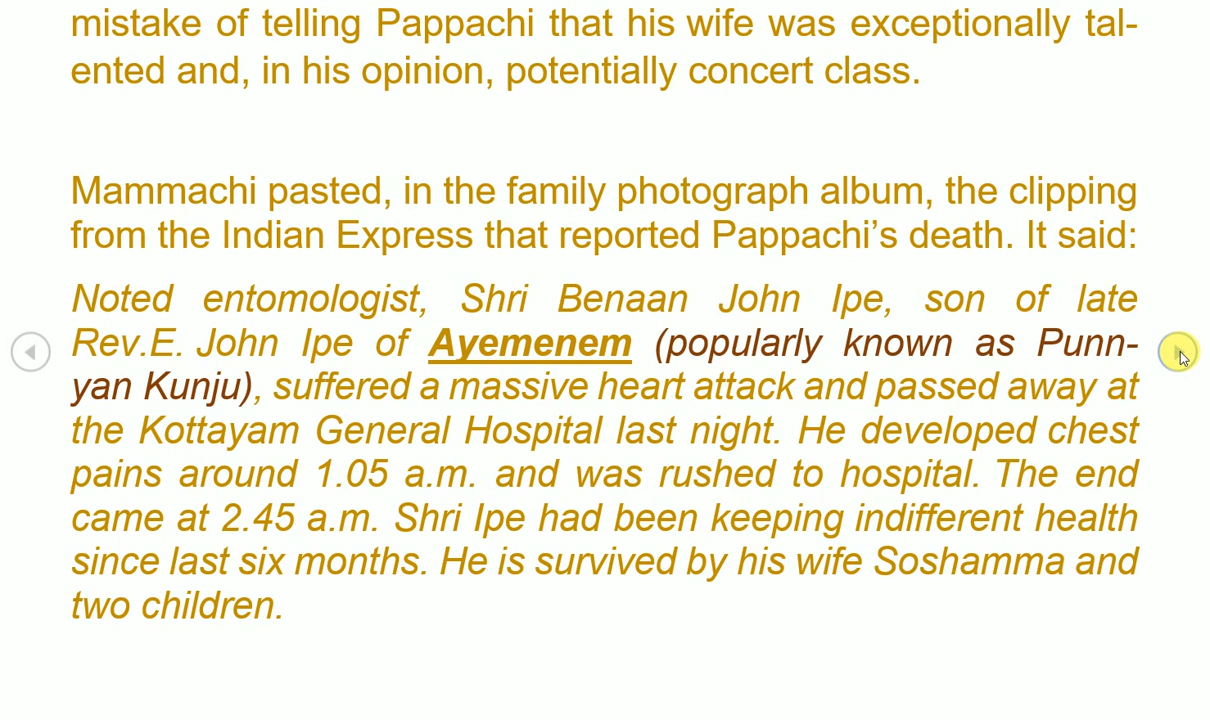 mistake of telling Pappachi that his wife was exceptionally tal-
ented and, in his opinion, potentially concert class.
Mammachi pasted, in the family photograph album, the clipping
from the Indian Express that reported Pappachi’s death. It said:
Noted entomologist, Shri Benaan John Ipe, son of late
Rev.E. John Ipe of Ayemenem (popularly known as Punn-
yan Kunju), suffered a massive heart attack and passed away at
the Kottayam General Hospital last night. He developed chest
pains around 1.05 a.m. and was rushed to hospital. The end
came at 2.45 a.m. Shri Ipe had been keeping indifferent health
since last six months. He is survived by his wife Soshamma and
two children.